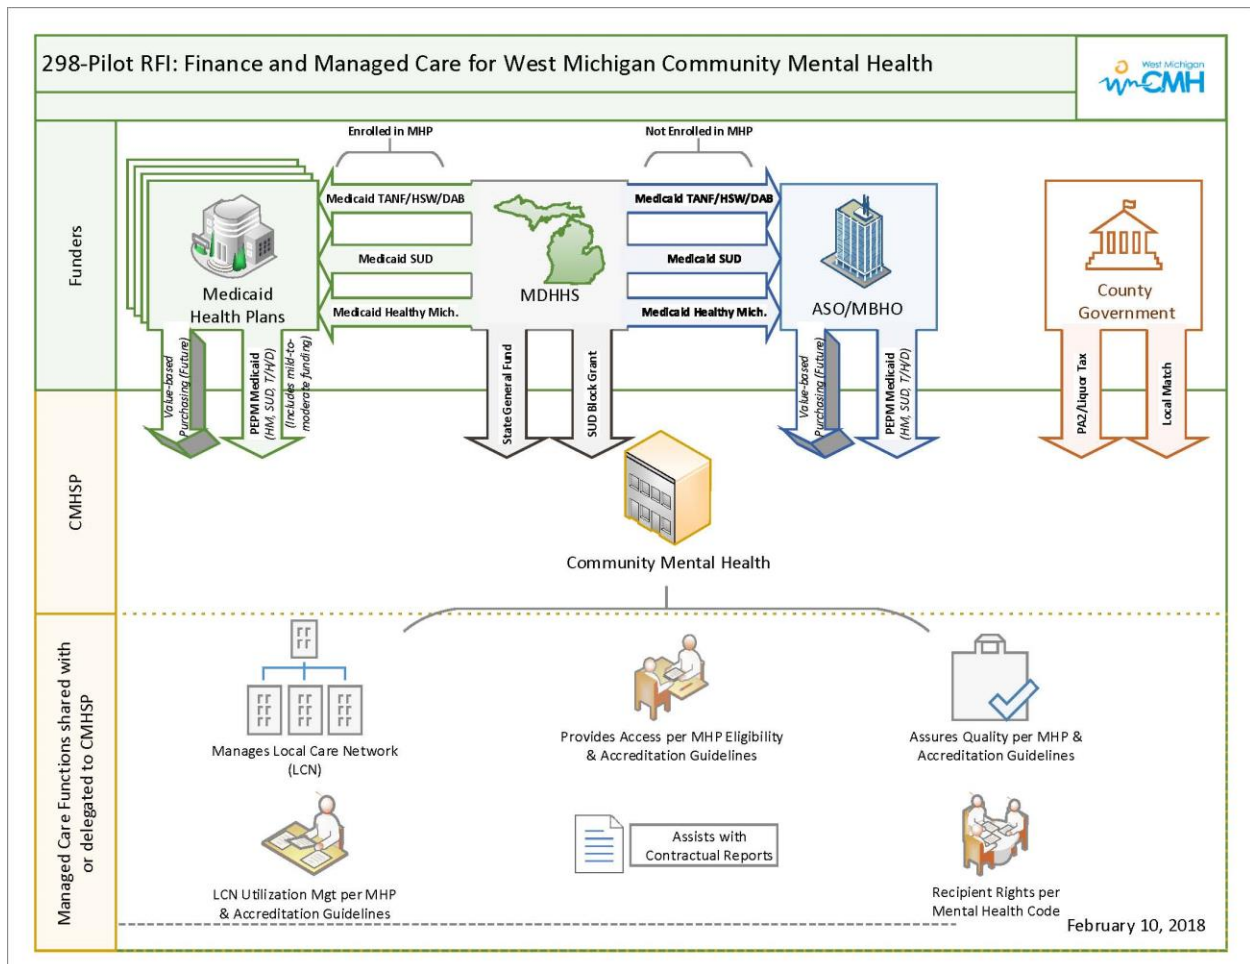 298-Pilot RFI: Finance and Managed Care for West Michigan Community Mental Health
West Michigan
wmCMH
Funders
Enrolled in MHP
Not Enrolled in MHP
Medicaid TANF/HSW/DAB
Medicaid TANF/HSW/DAB
Medicaid SUD
Medicaid SUD
Medicaid Healthy Mich.
Medicaid Healthy Mich.
Medicaid
Health Plans
MDHHS
ASO/MBHO
County
Government
Value-based
Purchasing (Future)
PEPM Medicaid
(HM, SUD, T/H/D)
(Includes mild-to-
moderate funding)
State General Fund
SUD Block Grant
Value-based
Purchasing (Future)
PEPM Medicaid
(HM, SUD, T/H/D)
PA2/Liquor Tax
Local Match
CMHSP
Community Mental Health
Managed Care Functions shared with
or delegated to CMHSP
Manages Local Care Network
(LCN)
Provides Access per MHP Eligibility
& Accreditation Guidelines
Assures Quality per MHP &
Accreditation Guidelines
LCN Utilization Mgt per MHP
& Accreditation Guidelines
Assists with
Contractual Reports
Recipient Rights per
Mental Health Code
February 10, 2018